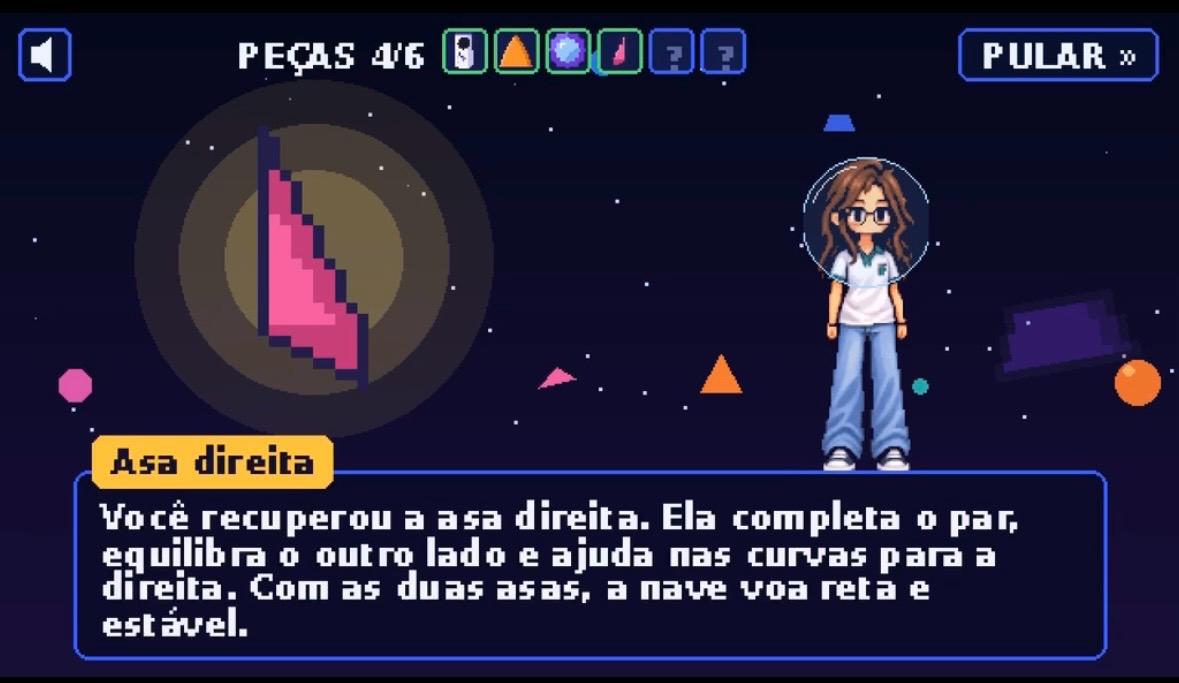 PEÇAS 4/6 ? ? PULAR »
F
Asa direita
Você recuperou a asa direita. Ela completa o par,
equilibra o outro lado e ajuda nas curvas para a
direita. Com as duas asas, a nave voa reta e
estável.